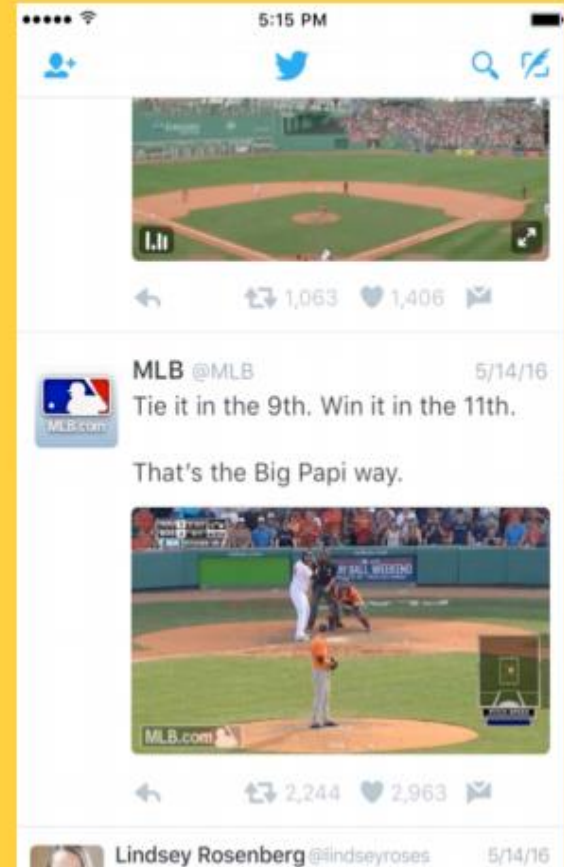 5:15 PM
1,063 1,406
MLB @MLB 5/14/16
Tie it in the 9th. Win it in the 11th.
That's the Big Papi way.
MLB.com
MLB.com
2,244 2,963
Lindsey Rosenberg @lindseyroses 5/14/16